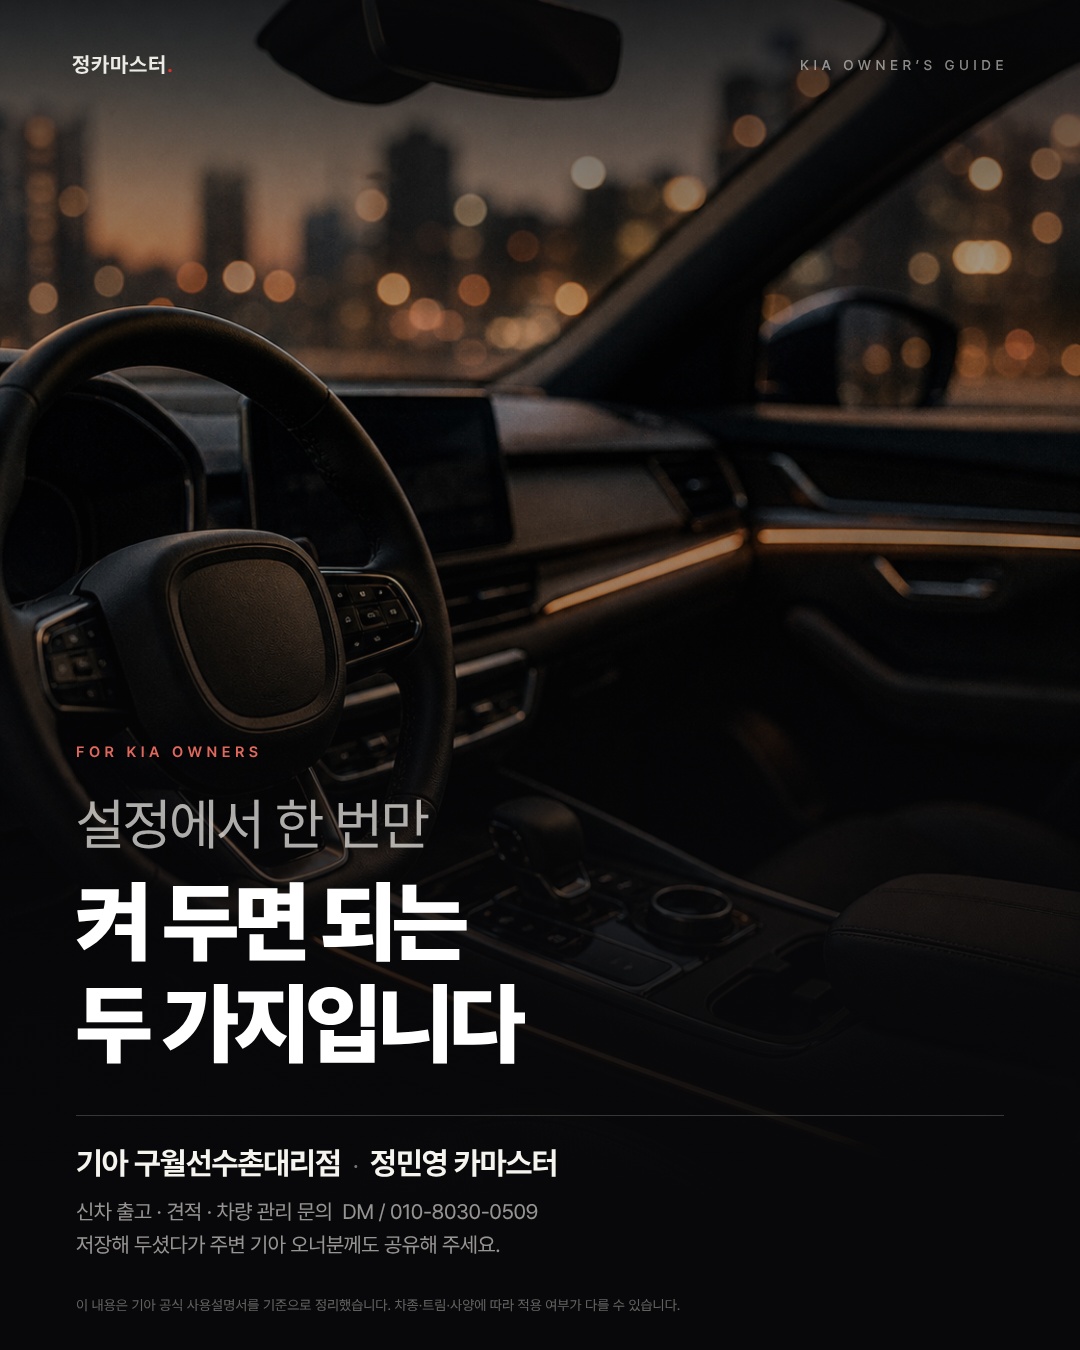 정카마스터.
KIA OWNER’S GUIDE
FOR KIA OWNERS
설정에서 한 번만
켜 두면 되는
두 가지입니다
기아 구월선수촌대리점 · 정민영 카마스터
신차 출고 · 견적 · 차량 관리 문의 DM / 010-8030-0509
저장해 두셨다가 주변 기아 오너분께도 공유해 주세요.
이 내용은 기아 공식 사용설명서를 기준으로 정리했습니다. 차종·트림·사양에 따라 적용 여부가 다를 수 있습니다.